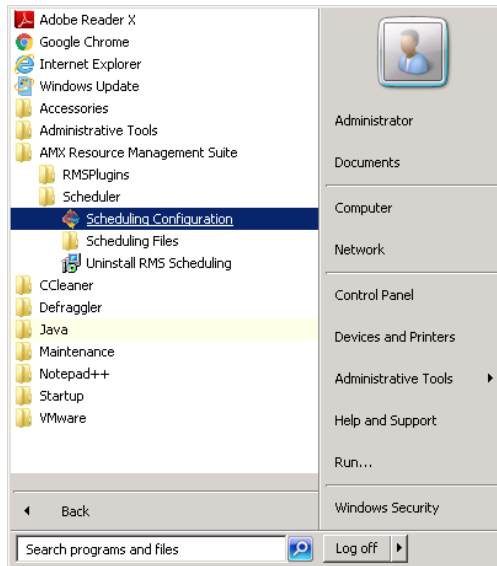 Adobe Reader X
Google Chrome
Internet Explorer
Windows Update
Accessories
Administrative Tools
AMX Resource Management Suite
RMSPlugins
Scheduler
Scheduling Configuration
Scheduling Files
Uninstall RMS Scheduling
CCleaner
Defraggler
Java
Maintenance
Notepad++
Startup
VMware
Back
Search programs and files
Administrator
Documents
Computer
Network
Control Panel
Devices and Printers
Administrative Tools
Help and Support
Run...
Windows Security
Log off